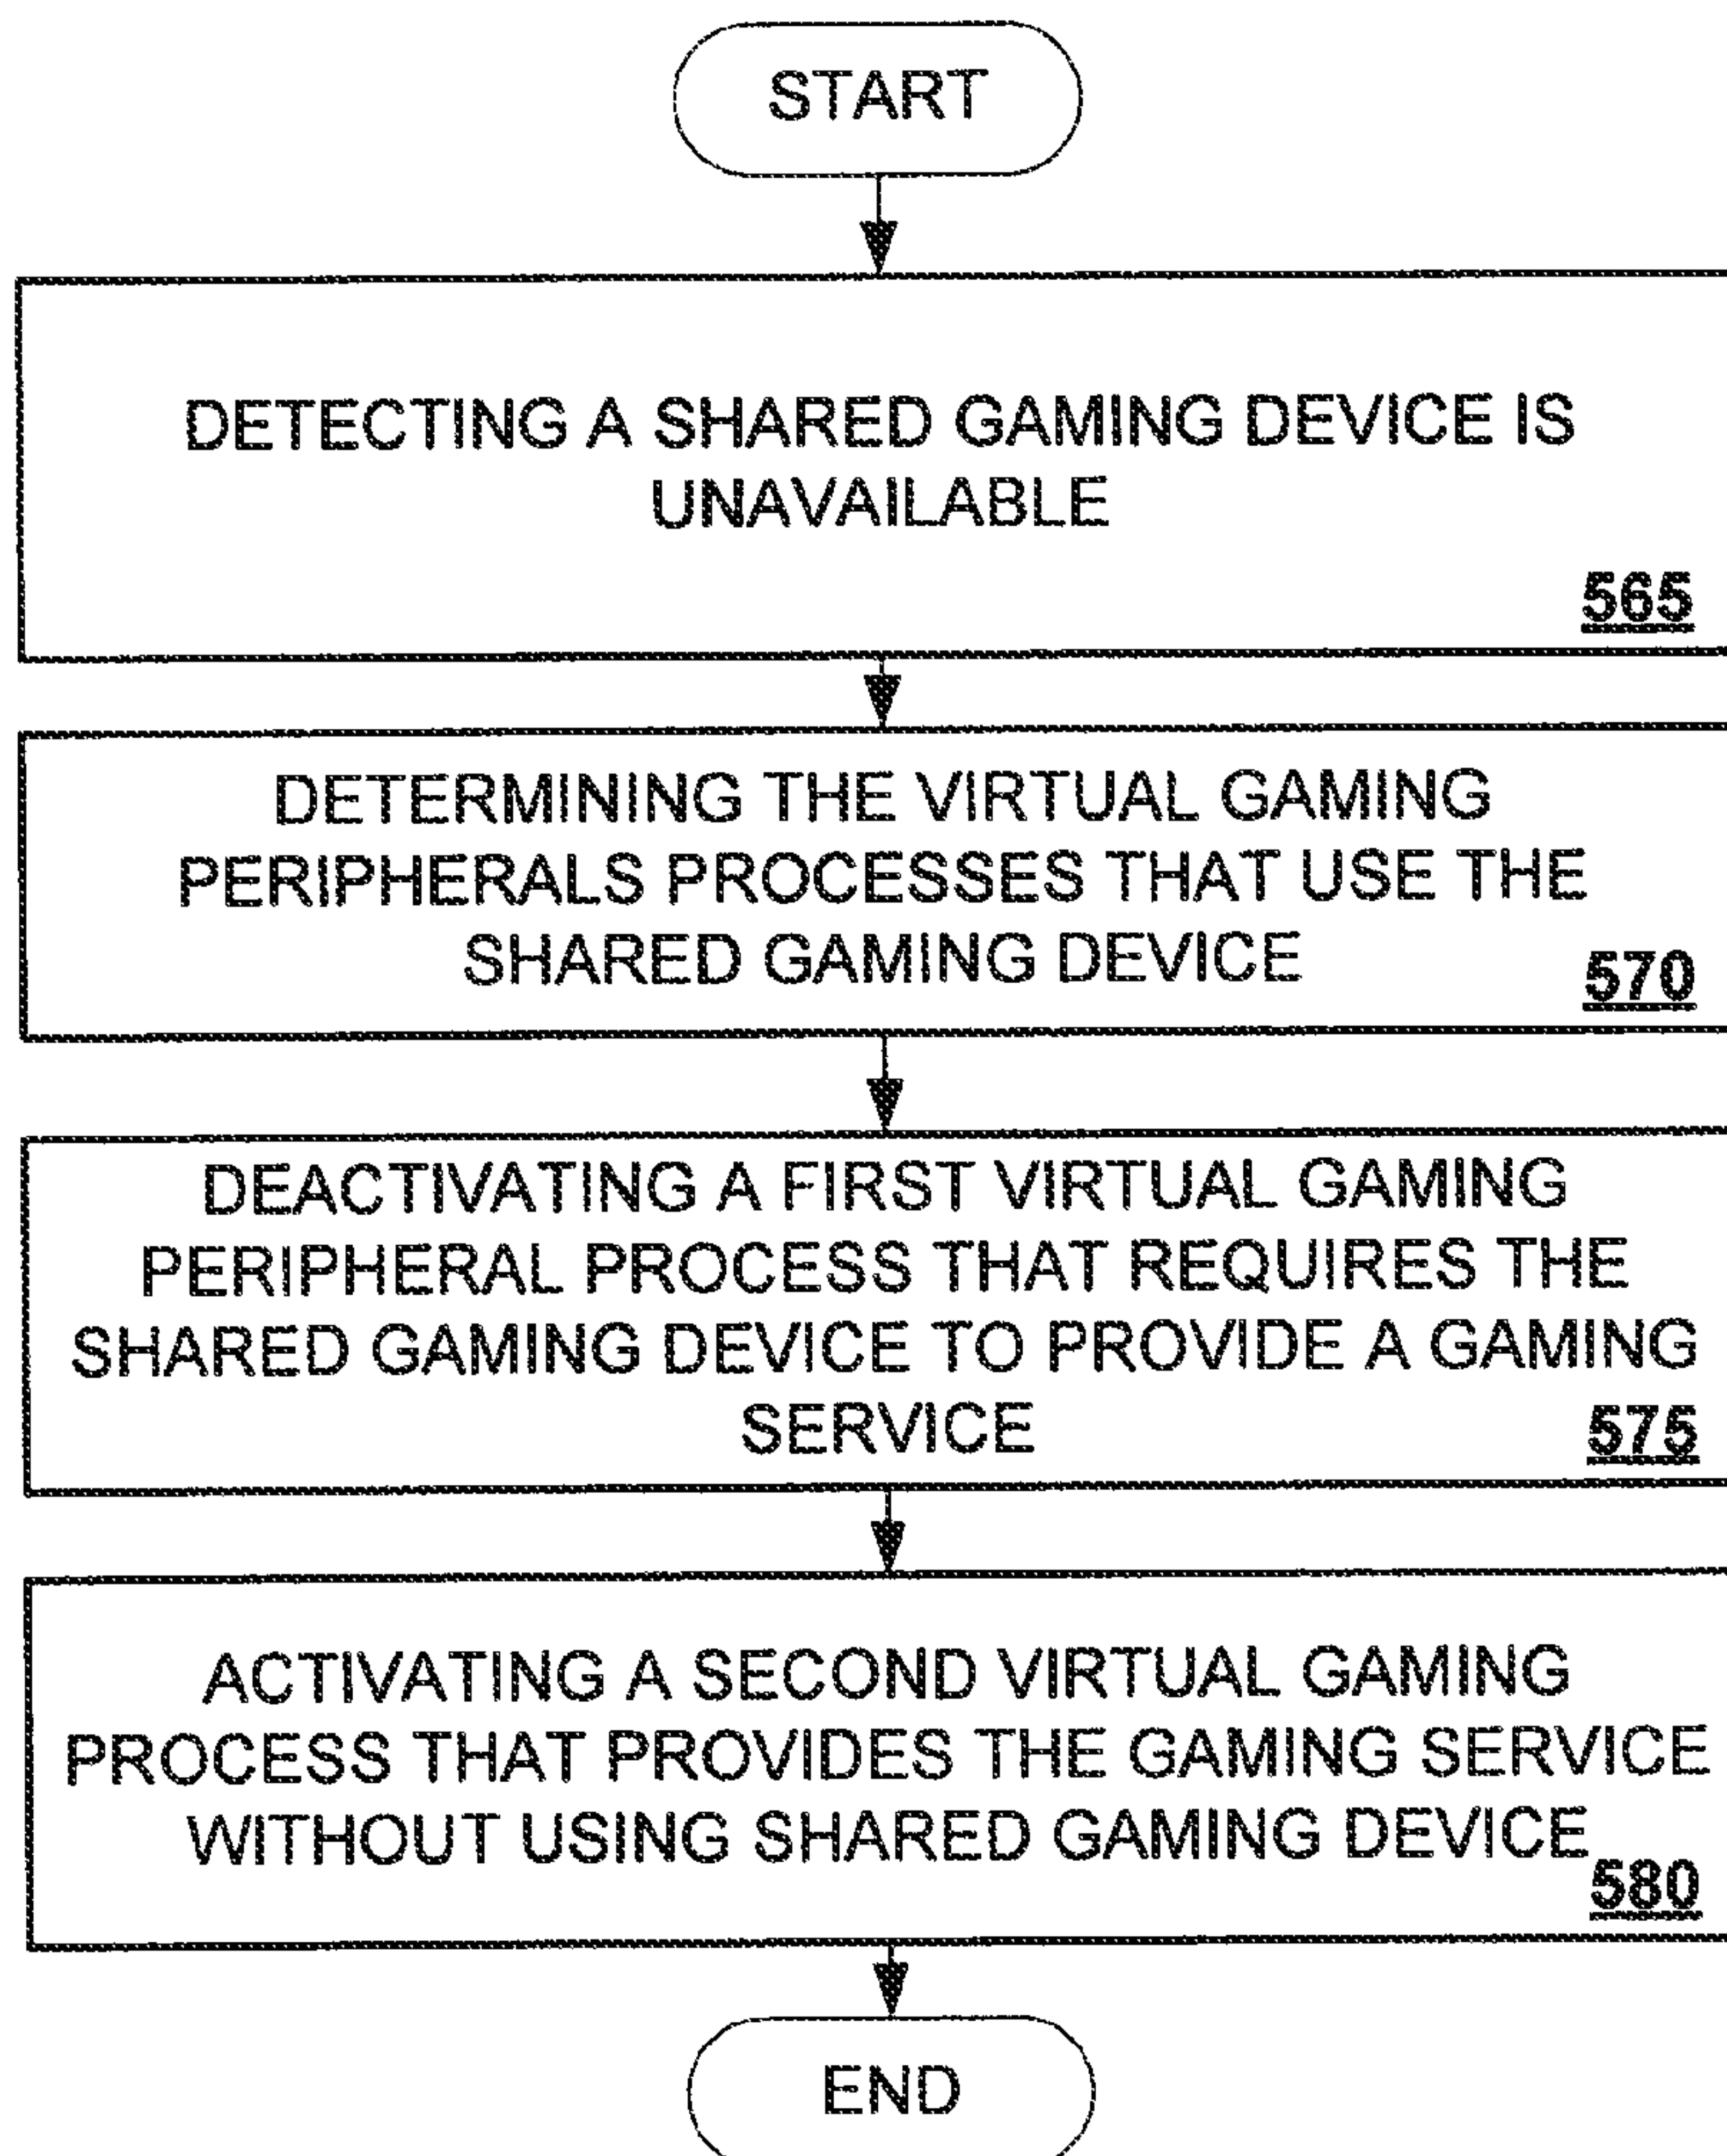 START
DETECTING A SHARED GAMING DEVICE IS
UNAVAILABLE
565
DETERMINING THE VIRTUAL GAMING
PERIPHERALS PROCESSES THAT USE THE
SHARED GAMING DEVICE
570
DEACTIVATING A FIRST VIRTUAL GAMING
PERIPHERAL PROCESS THAT REQUIRES THE
SHARED GAMING DEVICE TO PROVIDE A GAMING
SERVICE
575
ACTIVATING A SECOND VIRTUAL GAMING
PROCESS THAT PROVIDES THE GAMING SERVICE
WITHOUT USING SHARED GAMING DEVICE
580
END